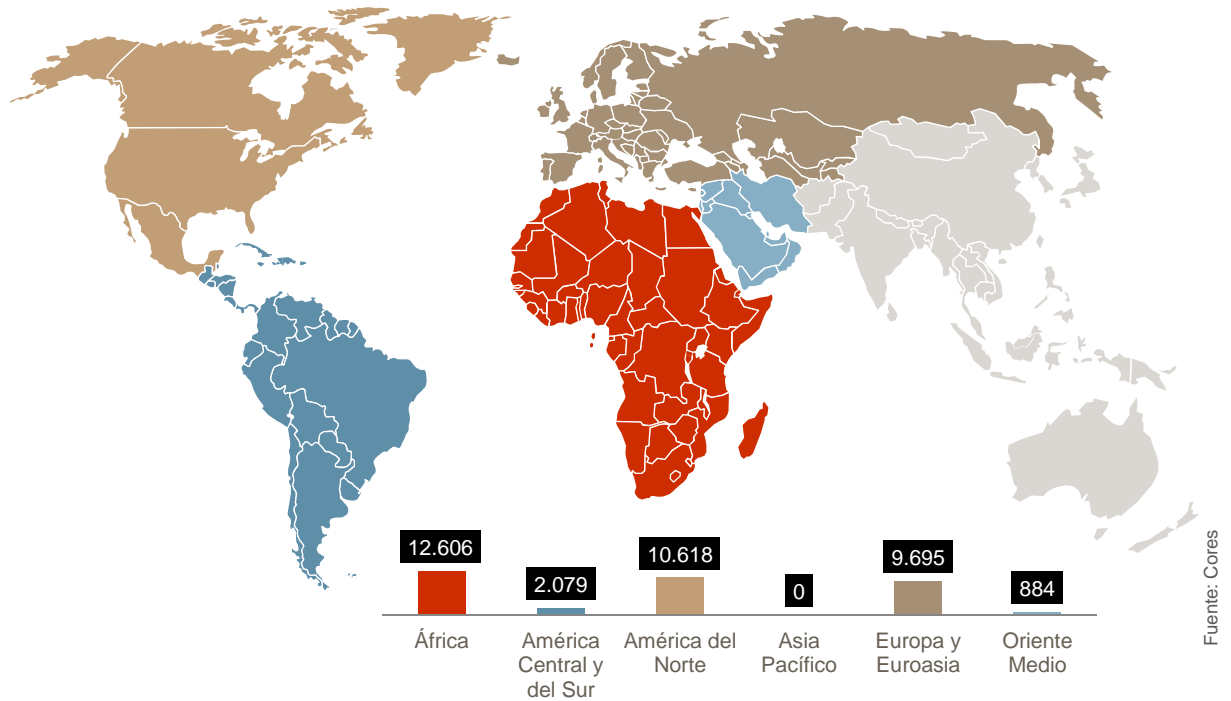 12.606
2.079
10.618
0
9.695
884
África
América
Central y
del Sur
América del
Norte
Asia
Pacífico
Europa y
Euroasia
Oriente
Medio
Fuente: Cores